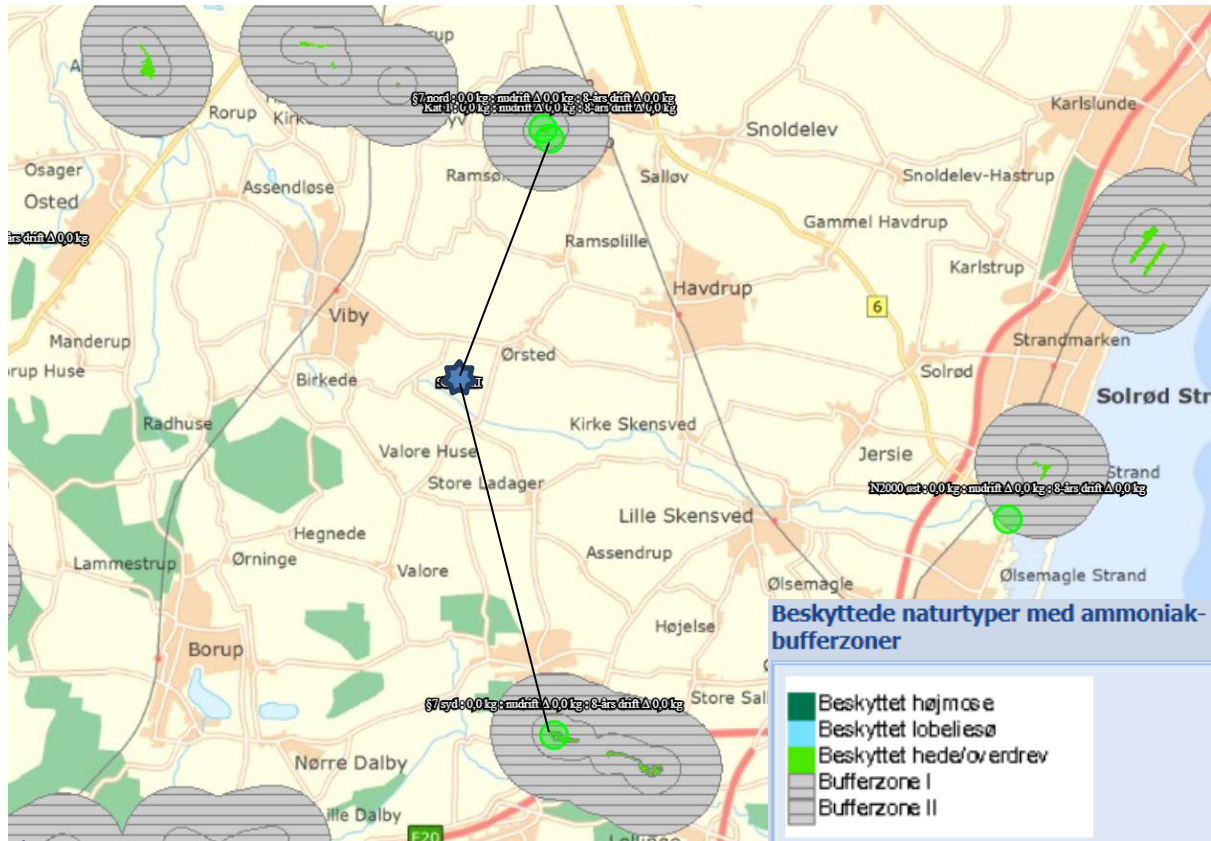 Rorup
Osager
Osted
Assendløse
Snoldelev
Salløv
Karlslunde
Snoldelev-Hastrup
Gammel Havdrup
Karlstrup
§7 nord : 0,0 kg : nudrift Δ 0,0 kg : 8-års drift Δ 0,0 kg
Kat 1 : 0,0 kg : nudrift Δ 0,0 kg : 8-års drift Δ 0,0 kg
drift Δ 0,0 kg
Ramsølille
Havdrup
6
Viby
Manderup
Ørsted
Strandmarken
Birkede
Solrød
Solrød Str
Radhuse
Kirke Skensved
Valore Huse
Jersie
Strand
Store Ladager
N2000 øst : 0,0 kg : nudrift Δ 0,0 kg : 8-års drift Δ 0,0 kg
Lille Skensved
Hegnede
Assendrup
Lammestrup
Ørninge
Valore
Ølsemagle
Ølsemagle Strand
Højelse
Borup
§7 syd : 0,0 kg : nudrift Δ 0,0 kg : 8-års drift Δ 0,0 kg
Store Sal
Nørre Dalby
ille Dalby
E20
Beskyttede naturtyper med ammoniak-
bufferzoner
Beskyttet højmose
Beskyttet lobeliesø
Beskyttet hede/overdrev
Bufferzone I
Bufferzone II